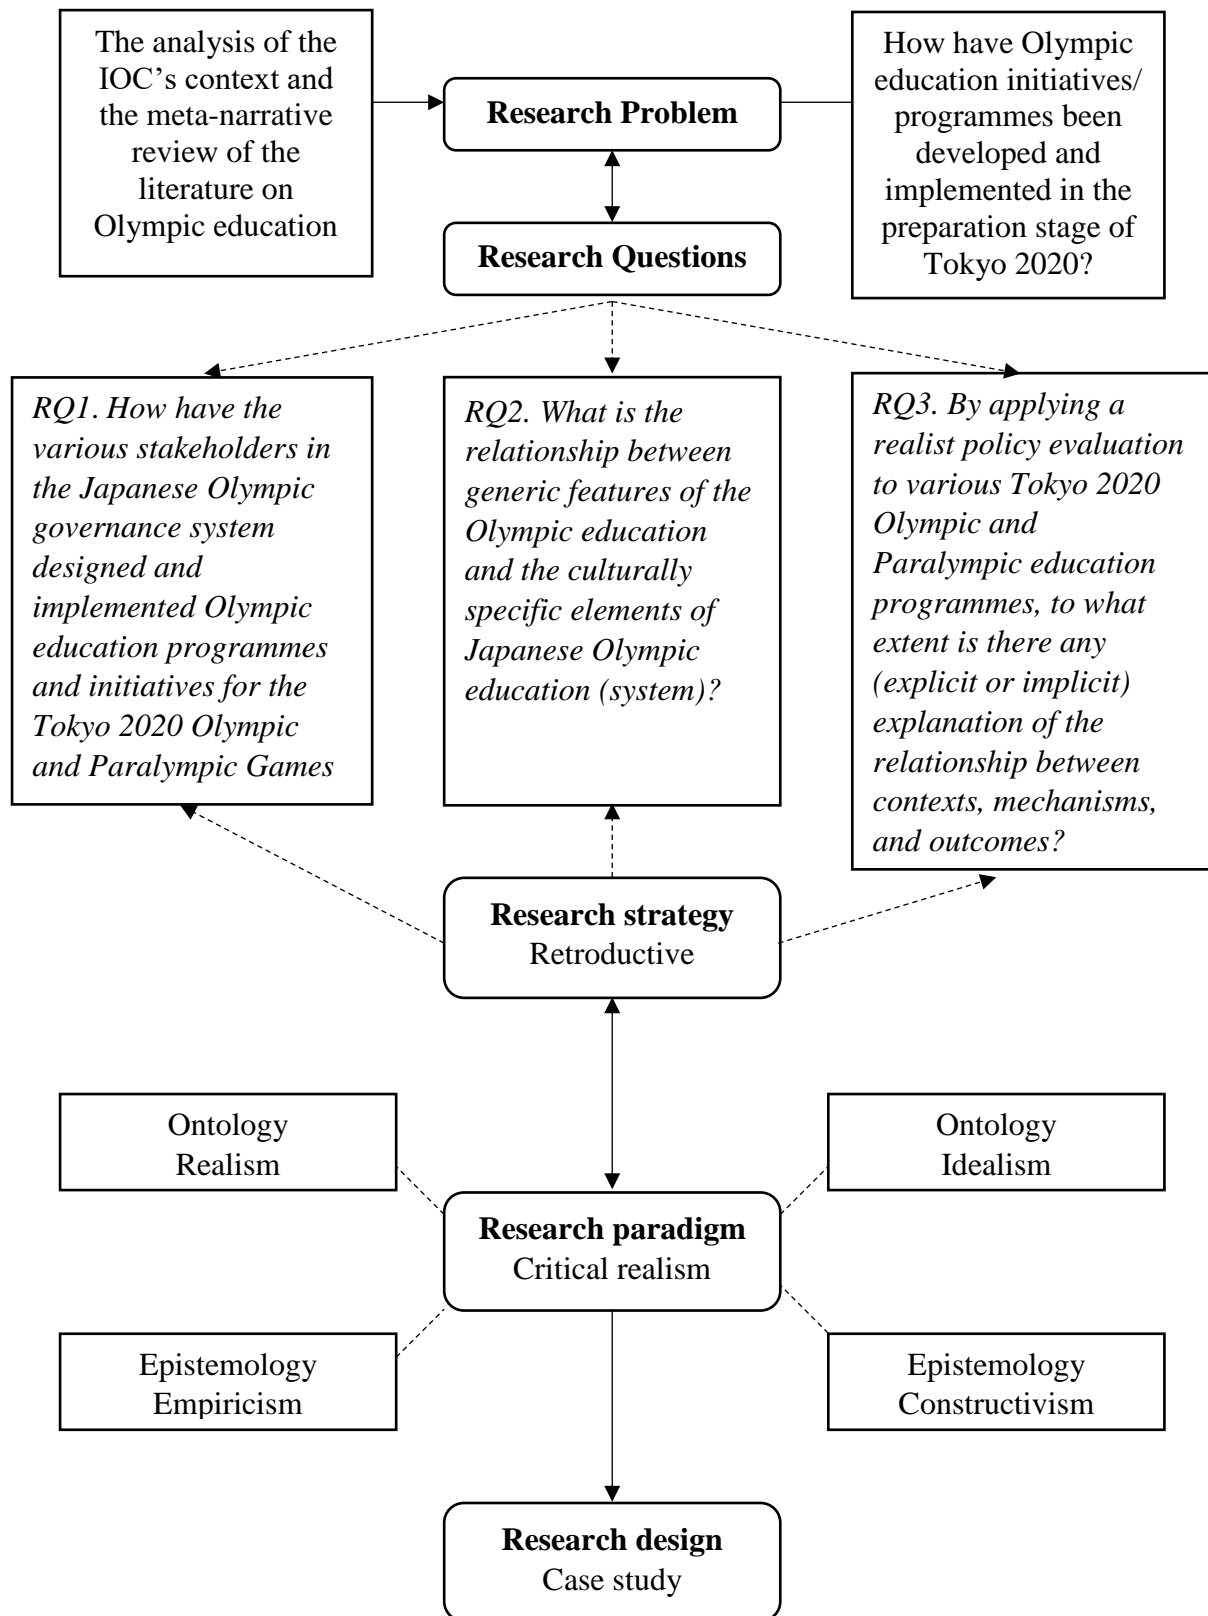 The analysis of the
IOC's context and
the meta-narrative
review of the
literature on
Olympic education
Research Problem
How have Olympic
education initiatives/
programmes been
developed and
implemented in the
preparation stage of
Tokyo 2020?
Research Questions
RQ1. How have the
various stakeholders in
the Japanese Olympic
governance system
designed and
implemented Olympic
education programmes
and initiatives for the
Tokyo 2020 Olympic
and Paralympic Games
RQ2. What is the
relationship between
generic features of the
Olympic education
and the culturally
specific elements of
Japanese Olympic
education (system)?
RQ3. By applying a
realist policy evaluation
to various Tokyo 2020
Olympic and
Paralympic education
programmes, to what
extent is there any
(explicit or implicit)
explanation of the
relationship between
contexts, mechanisms,
and outcomes?
Research strategy
Retroductive
Ontology
Realism
Ontology
Idealism
Research paradigm
Critical realism
Epistemology
Empiricism
Epistemology
Constructivism
Research design
Case study